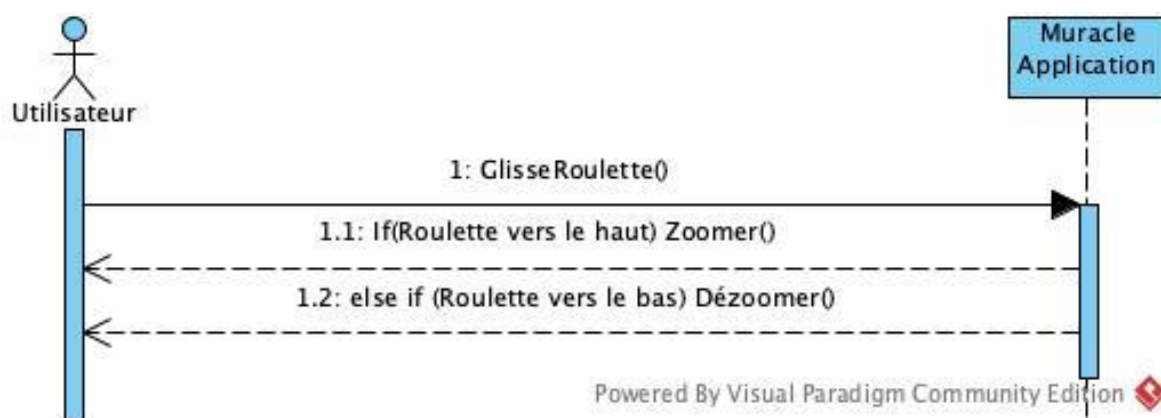 Muracle
Application
Utilisateur
1: GlisseRoulette()
1.1: If(Roulette vers le haut) Zoomer()
1.2: else if (Roulette vers le bas) Dézoomer()
Powered By Visual Paradigm Community Edition